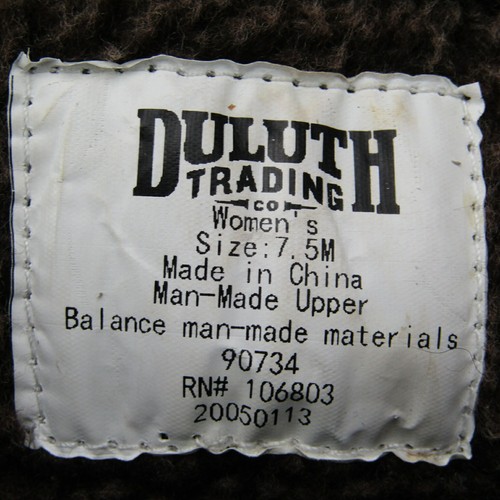 DULUTH
TRADING
CO
Women's
Size:7.5M
Made in China
Man-Made Upper
Balance man-made materials
90734
RN# 106803
20050113